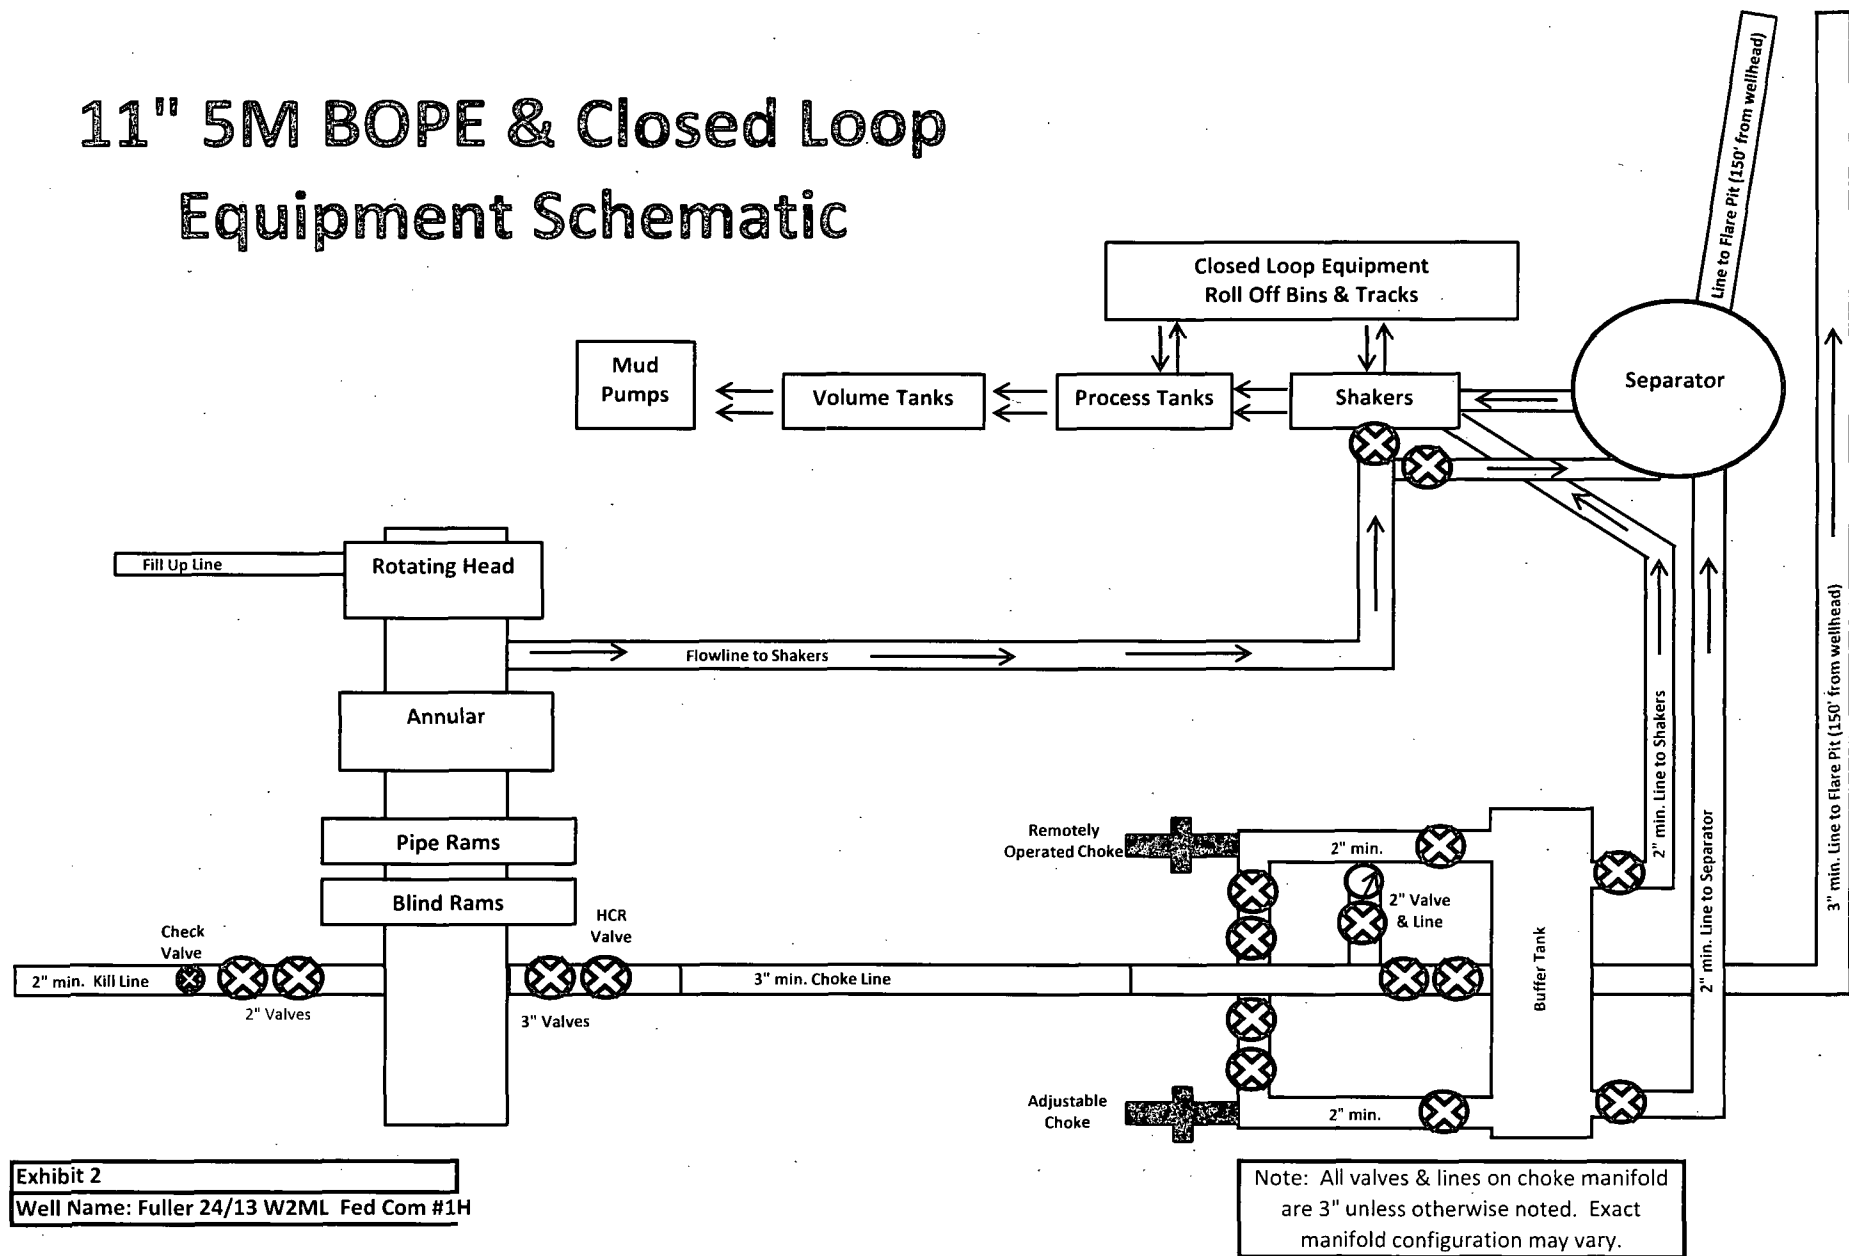 11" 5M BOPE & Closed Loop
Equipment Schematic
Line to Flare Pit (150' from wellhead)
Closed Loop Equipment
Roll Off Bins & Tracks
Mud
Pumps
Volume Tanks
Process Tanks
Shakers
Separator
Fill Up Line
Rotating Head
Flowline to Shakers
Annular
Pipe Rams
Blind Rams
Check
Valve
HCR
Valve
2" min. Kill Line
2" Valves
3" Valves
3" min. Choke Line
Remotely
Operated Choke
2" min.
2" Valve
& Line
Adjustable
Choke
2" min.
Buffer Tank
2" min. Line to Shakers
2" min. Line to Separator
3" min. Line to Flare Pit (150' from wellhead)
Exhibit 2
Well Name: Fuller 24/13 W2ML Fed Com #1H
Note: All valves & lines on choke manifold
are 3" unless otherwise noted. Exact
manifold configuration may vary.